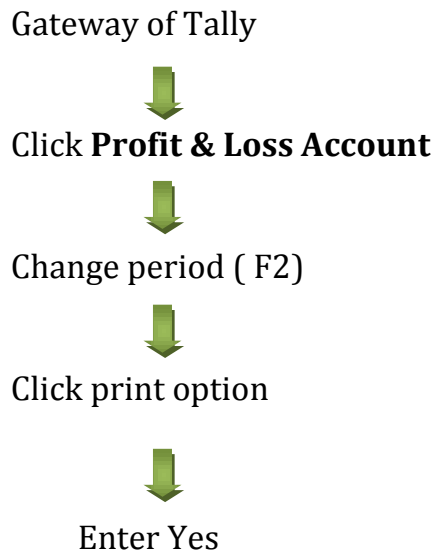 Gateway of Tally
Click Profit & Loss Account
Change period ( F2)
Click print option
Enter Yes